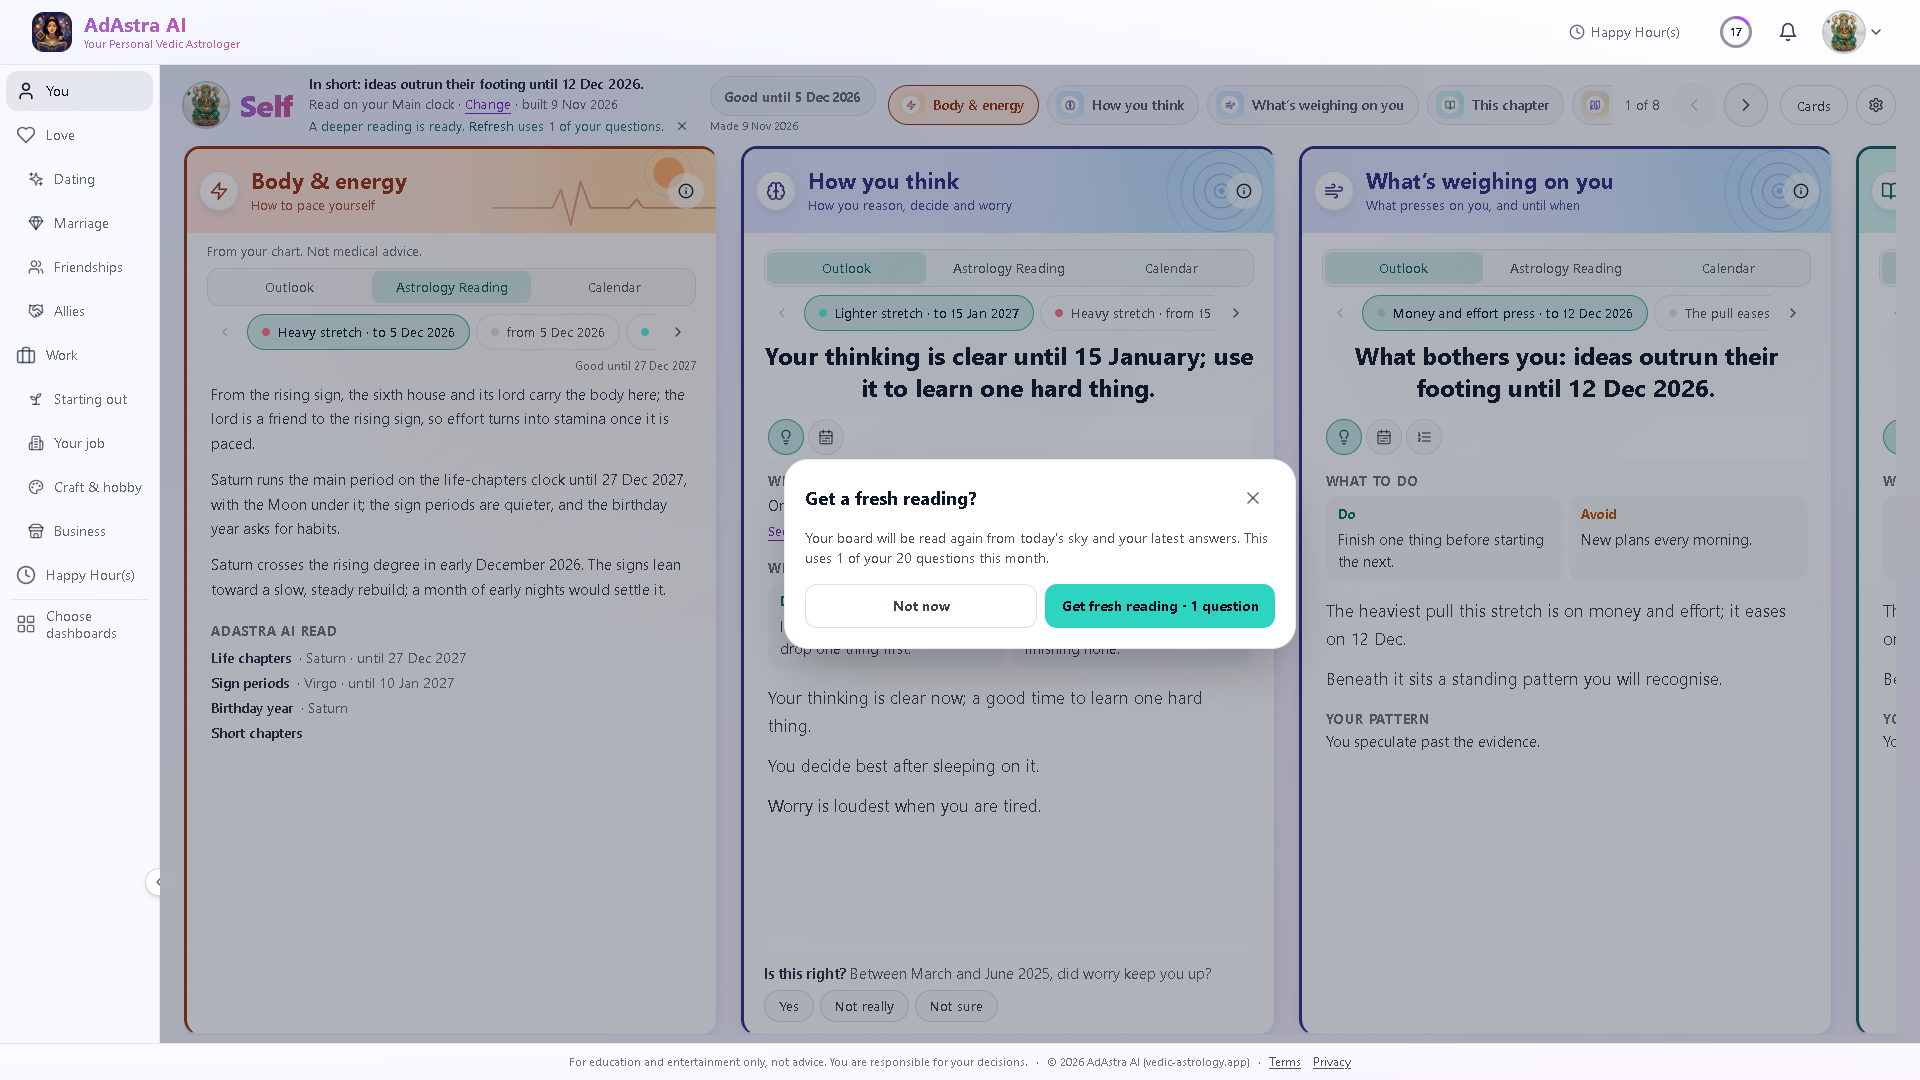 AdAstra AI
Your Personal Vedic Astrologer
Happy Hour(s)
17
You
Love
Dating
Marriage
Friendships
Allies
Work
Starting out
Your job
Craft & hobby
Business
Happy Hour(s)
Choose dashboards
Self
In short: ideas outrun their footing until 12 Dec 2026.
Read on your Main clock · Change · built 9 Nov 2026
A deeper reading is ready. Refresh uses 1 of your questions.
Good until 5 Dec 2026
Made 9 Nov 2026
Body & energy
How you think
What's weighing on you
This chapter
1 of 8
Cards
Body & energy
How to pace yourself
From your chart. Not medical advice.
Outlook
Astrology Reading
Calendar
Heavy stretch · to 5 Dec 2026
from 5 Dec 2026
Good until 27 Dec 2027
From the rising sign, the sixth house and its lord carry the body here; the
lord is a friend to the rising sign, so effort turns into stamina once it is
paced.
Saturn runs the main period on the life-chapters clock until 27 Dec 2027,
with the Moon under it; the sign periods are quieter, and the birthday
year asks for habits.
Saturn crosses the rising degree in early December 2026. The signs lean
toward a slow, steady rebuild; a month of early nights would settle it.
ADASTRA AI READ
Life chapters · Saturn · until 27 Dec 2027
Sign periods · Virgo · until 10 Jan 2027
Birthday year · Saturn
Short chapters
How you think
How you reason, decide and worry
Outlook
Astrology Reading
Calendar
Lighter stretch · to 15 Jan 2027
Heavy stretch · from 15
Your thinking is clear until 15 January; use
it to learn one hard thing.
drop one thing first.
finishing none.
Your thinking is clear now; a good time to learn one hard
thing.
You decide best after sleeping on it.
Worry is loudest when you are tired.
Is this right? Between March and June 2025, did worry keep you up?
Yes
Not really
Not sure
What's weighing on you
What presses on you, and until when
Outlook
Astrology Reading
Calendar
Money and effort press · to 12 Dec 2026
The pull eases
What bothers you: ideas outrun their
footing until 12 Dec 2026.
WHAT TO DO
Do
Finish one thing before starting
the next.
Avoid
New plans every morning.
The heaviest pull this stretch is on money and effort; it eases
on 12 Dec.
Beneath it sits a standing pattern you will recognise.
YOUR PATTERN
You speculate past the evidence.
Get a fresh reading?
Your board will be read again from today's sky and your latest answers. This
uses 1 of your 20 questions this month.
Not now
Get fresh reading · 1 question
For education and entertainment only, not advice. You are responsible for your decisions. · © 2026 AdAstra AI (vedic-astrology.app) · Terms Privacy